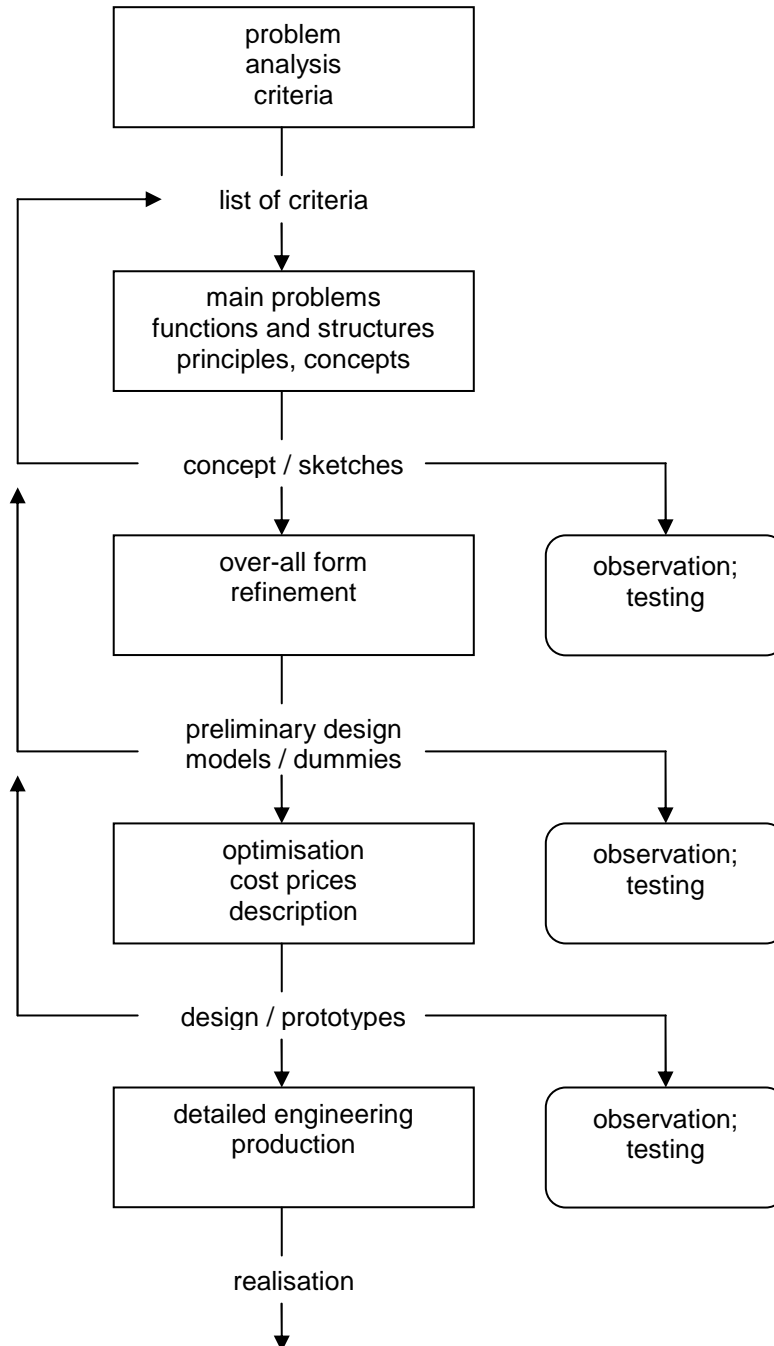 problem
analysis
criteria
list of criteria
main problems
functions and structures
principles, concepts
concept / sketches
over-all form
refinement
observation;
testing
preliminary design
models / dummies
optimisation
cost prices
description
observation;
testing
design / prototypes
detailed engineering
production
observation;
testing
realisation